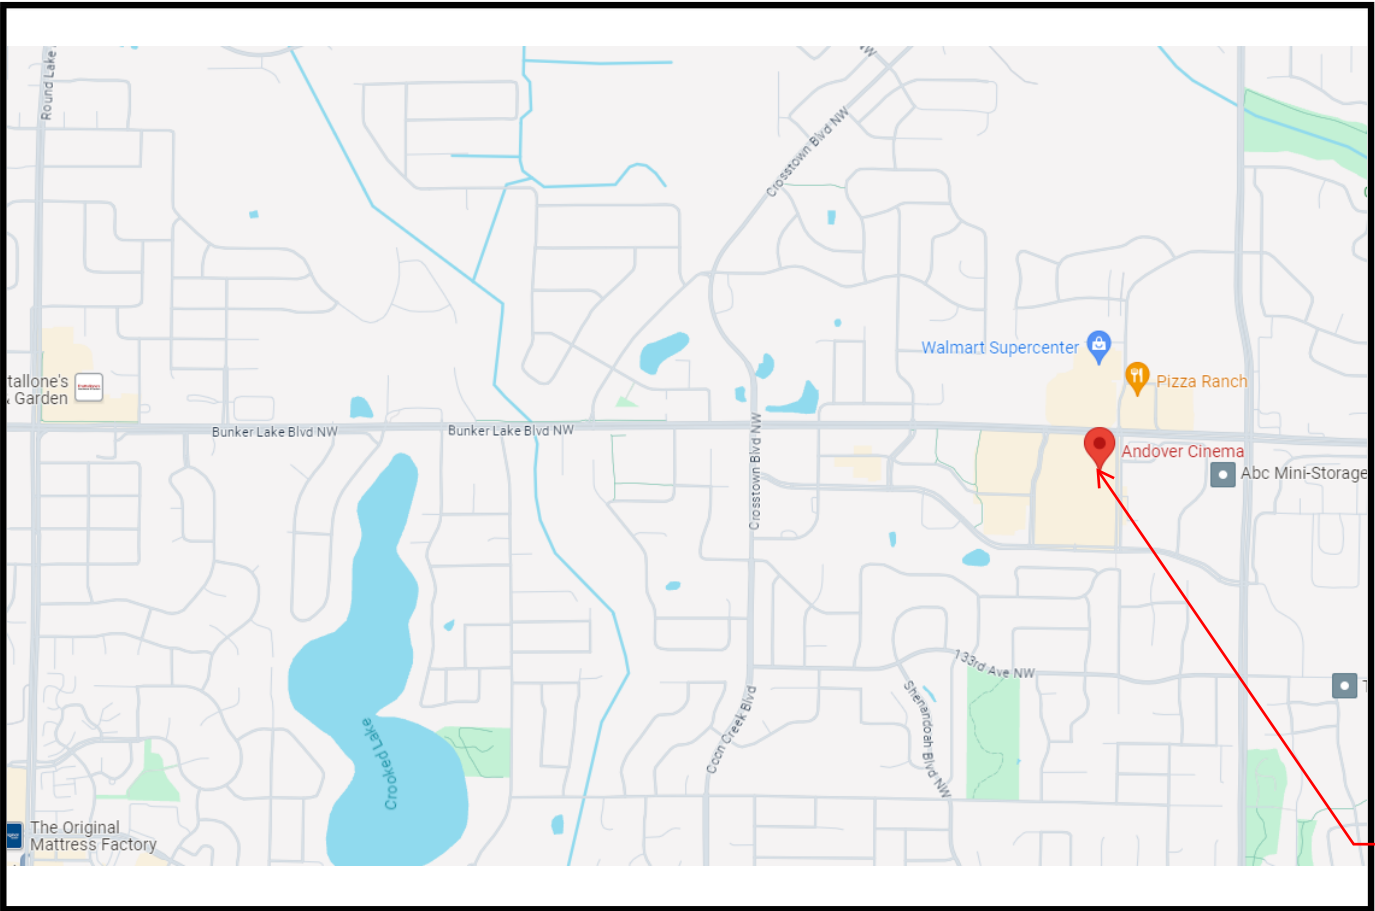 Round Lake
NW
Crosstown Blvd NW
Walmart Supercenter
Pizza Ranch
tallone's
& Garden
Bunker Lake Blvd NW
Bunker Lake Blvd NW
Crosstown Blvd NW
Andover Cinema
Abc Mini-Storage
133rd Ave NW
Shenandoah Blvd NW
Coon Creek Blvd
Crooked Lake
The Original
Mattress Factory